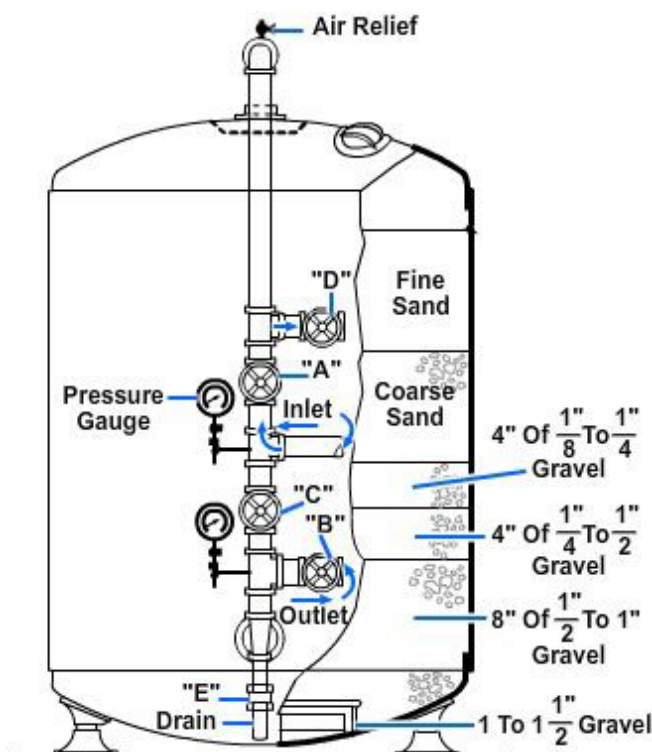 Air Relief
Fine
Sand
"D"
"A"
Pressure
Gauge
Inlet
Coarse
Sand
4" Of 1"/8 To 1"/4
Gravel
"C"
"B"
4" Of 1"/4 To 1"/2
Gravel
Outlet
8" Of 1"/2 To 1"
Gravel
"E"
Drain
1 To 1 1"/2 Gravel